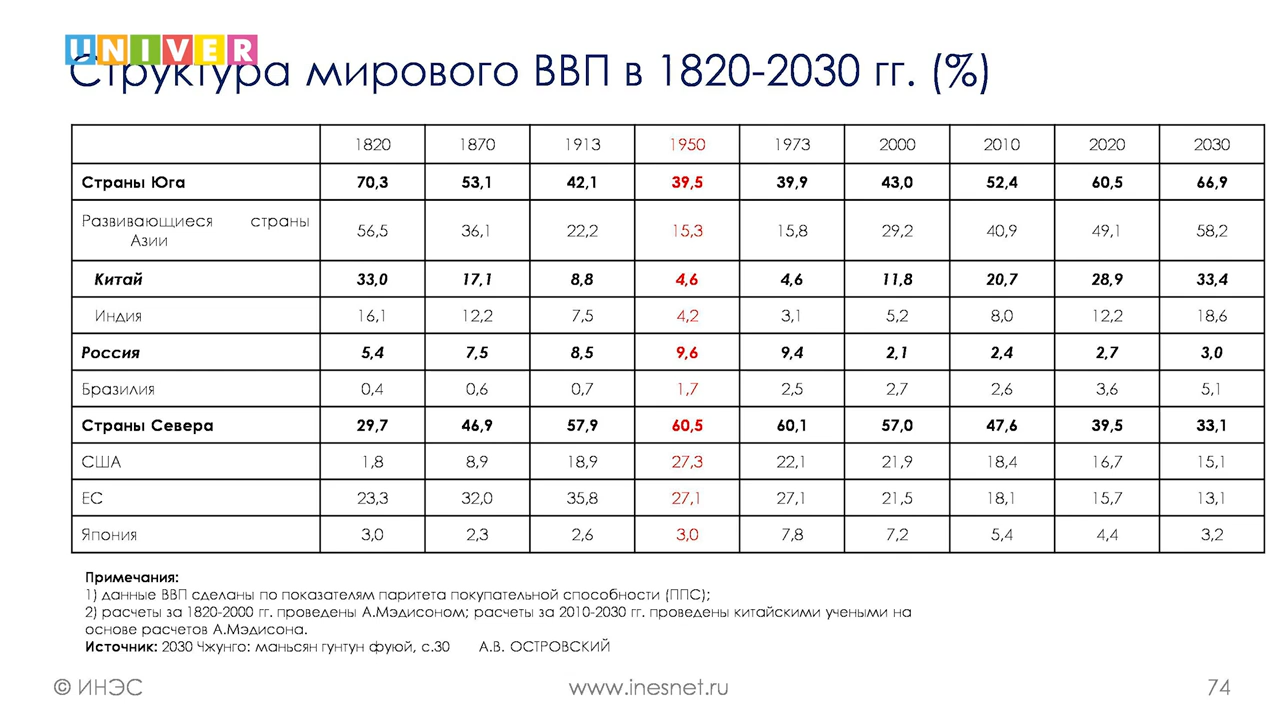 UNIVER
Структура мирового ВВП в 1820-2030 гг. (%)
1820 1870 1913 1950 1973 2000 2010 2020 2030
Страны Юга 70,3 53,1 42,1 39,5 39,9 43,0 52,4 60,5 66,9
Развивающиеся страны
Азии 56,5 36,1 22,2 15,3 15,8 29,2 40,9 49,1 58,2
Китай 33,0 17,1 8,8 4,6 4,6 11,8 20,7 28,9 33,4
Индия 16,1 12,2 7,5 4,2 3,1 5,2 8,0 12,2 18,6
Россия 5,4 7,5 8,5 9,6 9,4 2,1 2,4 2,7 3,0
Бразилия 0,4 0,6 0,7 1,7 2,5 2,7 2,6 3,6 5,1
Страны Севера 29,7 46,9 57,9 60,5 60,1 57,0 47,6 39,5 33,1
США 1,8 8,9 18,9 27,3 22,1 21,9 18,4 16,7 15,1
ЕС 23,3 32,0 35,8 27,1 27,1 21,5 18,1 15,7 13,1
Япония 3,0 2,3 2,6 3,0 7,8 7,2 5,4 4,4 3,2
Примечания:
1) данные ВВП сделаны по показателям паритета покупательной способности (ППС);
2) расчеты за 1820-2000 гг. проведены А.Мэдисоном; расчеты за 2010-2030 гг. проведены китайскими учеными на
основе расчетов А.Мэдисона.
Источник: 2030 Чжунго: маньсян гунтун фуюй, с.30 А.В. ОСТРОВСКИЙ
© ИНЭС www.inesnet.ru 74